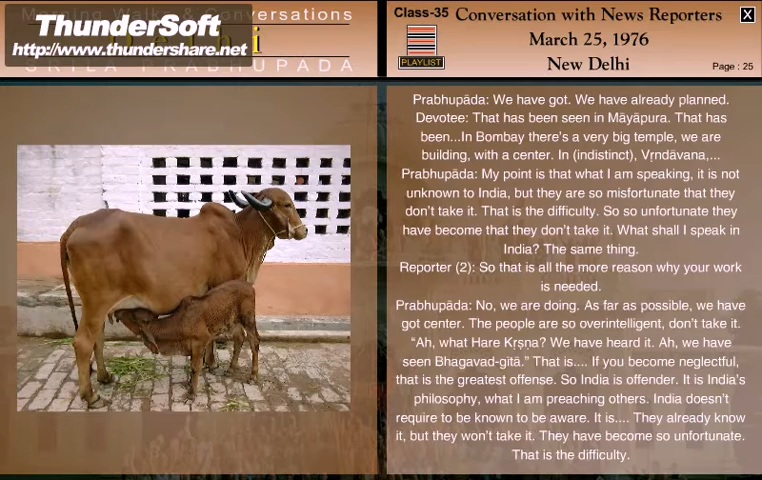 Morning Walks & Conversations
ThunderSoft
http://www.thundershare.net
SRILA PRABHUPADA
Class-35
Conversation with News Reporters
X
March 25, 1976
PLAYLIST
New Delhi
Page : 25
Prabhupāda: We have got. We have already planned.
Devotee: That has been seen in Māyāpura. That has
been...In Bombay there's a very big temple, we are
building, with a center. In (indistinct), Vṛndāvana,...
Prabhupāda: My point is that what I am speaking, it is not
unknown to India, but they are so misfortunate that they
don't take it. That is the difficulty. So so unfortunate they
have become that they don't take it. What shall I speak in
India? The same thing.
Reporter (2): So that is all the more reason why your work
is needed.
Prabhupāda: No, we are doing. As far as possible, we have
got center. The people are so overintelligent, don't take it.
“Ah, what Hare Kṛṣṇa? We have heard it. Ah, we have
seen Bhagavad-gitā.” That is.... If you become neglectful,
that is the greatest offense. So India is offender. It is India's
philosophy, what I am preaching others. India doesn't
require to be known to be aware. It is.... They already know
it, but they won't take it. They have become so unfortunate.
That is the difficulty.